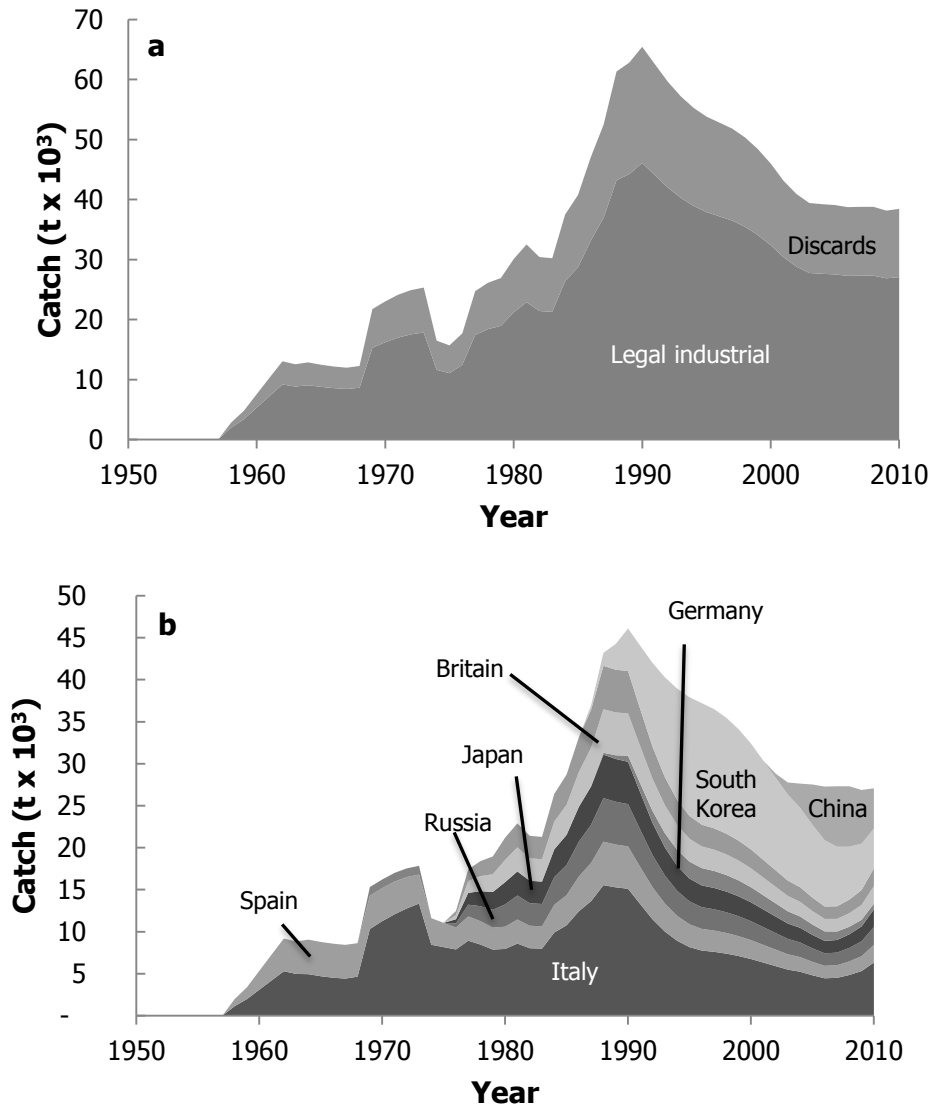 a
Catch (t x 10³)
70
60
50
40
30
20
10
0
Discards
Legal industrial
1950 1960 1970 1980 1990 2000 2010
Year
b
Catch (t x 10³)
50
45
40
35
30
25
20
15
10
5
-
Germany
Britain
Japan
Russia
South
Korea
China
Spain
Italy
1950 1960 1970 1980 1990 2000 2010
Year